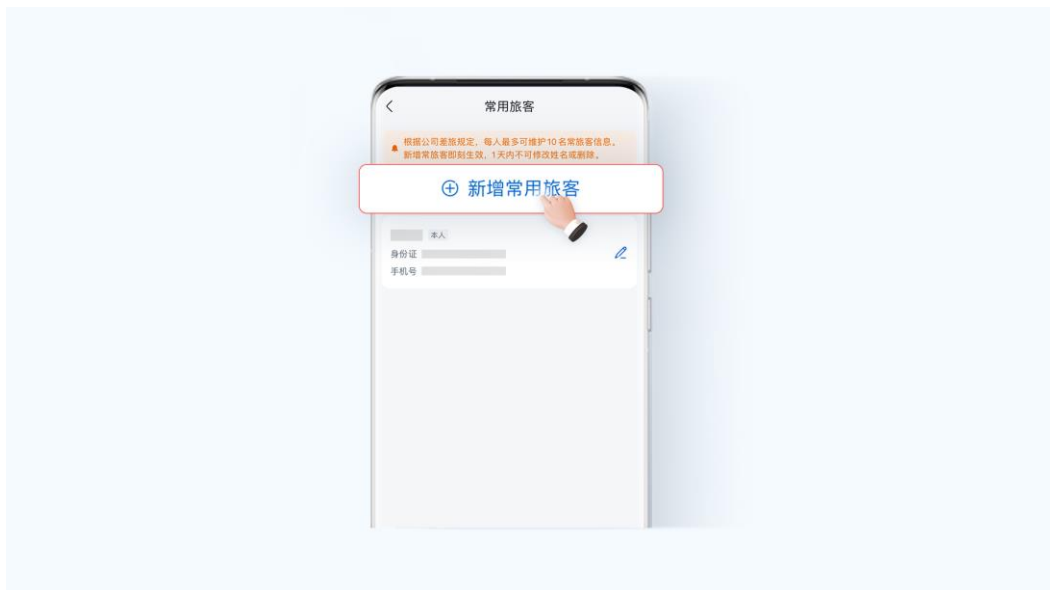 常用旅客
根据公司差旅规定，每人最多可维护10名常旅客信息。
新增常旅客即刻生效，1天内不可修改姓名或删除。
新增常用旅客
本人
身份证
手机号